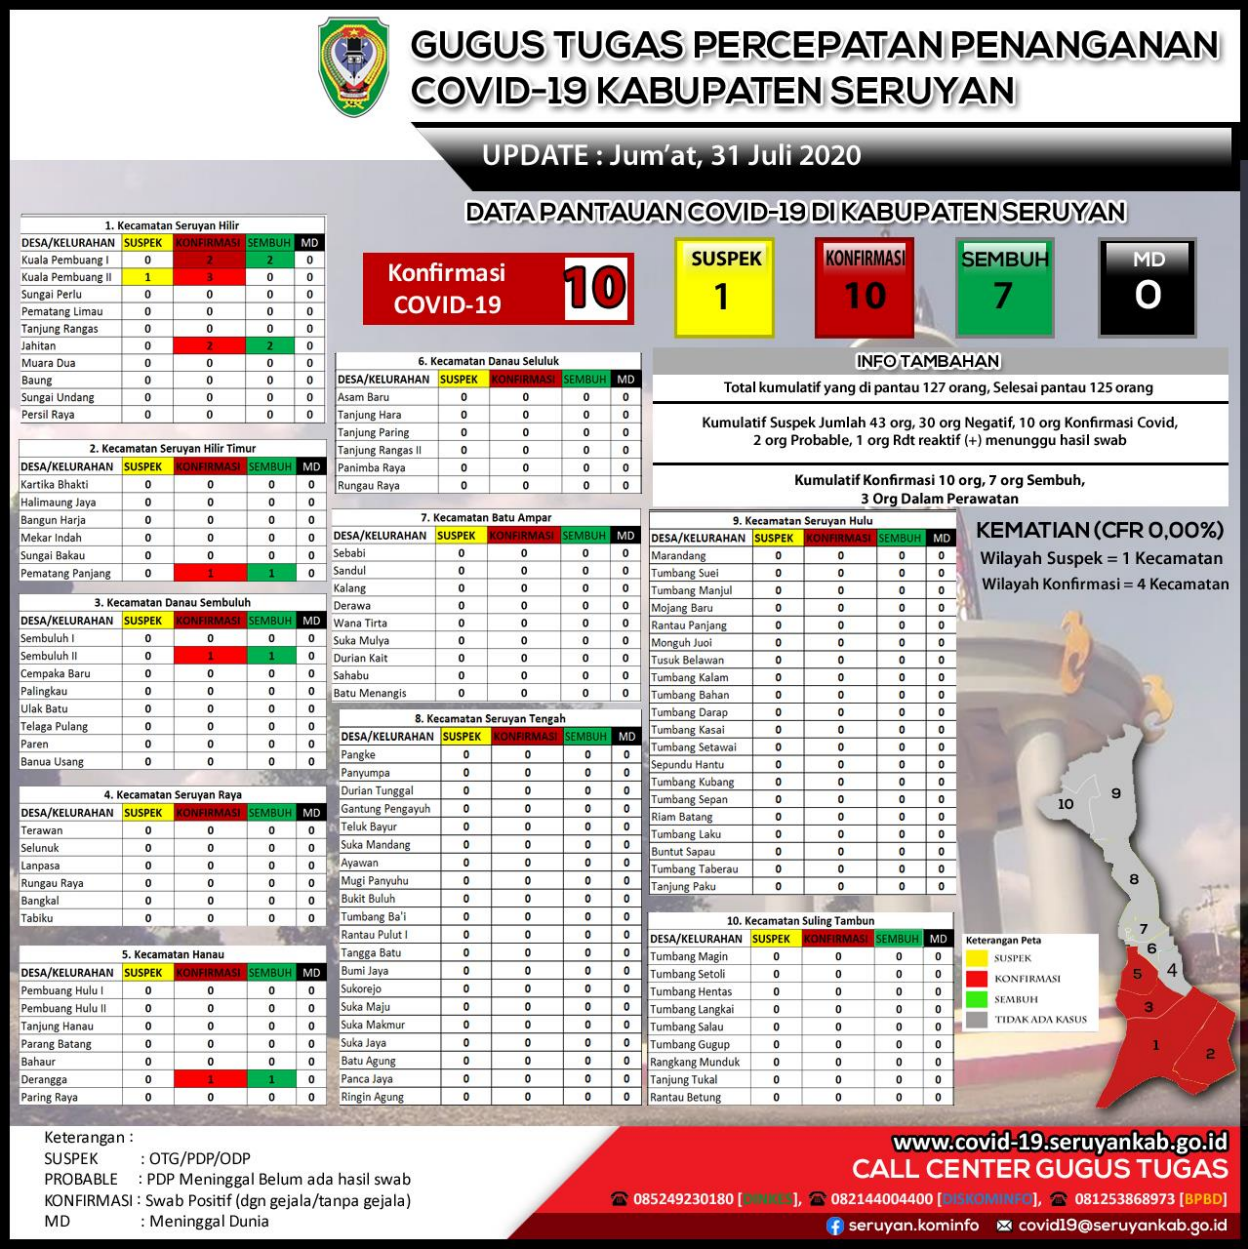 GUGUS TUGAS PERCEPATAN PENANGANAN
COVID-19 KABUPATEN SERUYAN
UPDATE : Jum'at, 31 Juli 2020
DATA PANTAUAN COVID-19 DI KABUPATEN SERUYAN
Konfirmasi
COVID-19
10
SUSPEK
1
KONFIRMASI
10
SEMBUH
7
MD
0
INFO TAMBAHAN
Total kumulatif yang di pantau 127 orang, Selesai pantau 125 orang
Kumulatif Suspek Jumlah 43 org, 30 org Negatif, 10 org Konfirmasi Covid,
2 org Probable, 1 org Rdt reaktif (+) menunggu hasil swab
Kumulatif Konfirmasi 10 org, 7 org Sembuh,
3 Org Dalam Perawatan
KEMATIAN (CFR 0,00%)
Wilayah Suspek = 1 Kecamatan
Wilayah Konfirmasi = 4 Kecamatan
1. Kecamatan Seruyan Hilir
DESA/KELURAHAN SUSPEK KONFIRMASI SEMBUH MD
Kuala Pembuang I 0 2 2 0
Kuala Pembuang II 1 3 0 0
Sungai Perlu 0 0 0 0
Pematang Limau 0 0 0 0
Tanjung Rangas 0 0 0 0
Jahitan 0 2 2 0
Muara Dua 0 0 0 0
Baung 0 0 0 0
Sungai Undang 0 0 0 0
Persil Raya 0 0 0 0
2. Kecamatan Seruyan Hilir Timur
DESA/KELURAHAN SUSPEK KONFIRMASI SEMBUH MD
Kartika Bhakti 0 0 0 0
Halimaung Jaya 0 0 0 0
Bangun Harja 0 0 0 0
Mekar Indah 0 0 0 0
Sungai Bakau 0 0 0 0
Pematang Panjang 0 1 1 0
3. Kecamatan Danau Sembuluh
DESA/KELURAHAN SUSPEK KONFIRMASI SEMBUH MD
Sembuluh I 0 0 0 0
Sembuluh II 0 1 1 0
Cempaka Baru 0 0 0 0
Palingkau 0 0 0 0
Ulak Batu 0 0 0 0
Telaga Pulang 0 0 0 0
Paren 0 0 0 0
Banua Usang 0 0 0 0
4. Kecamatan Seruyan Raya
DESA/KELURAHAN SUSPEK KONFIRMASI SEMBUH MD
Terawan 0 0 0 0
Selunuk 0 0 0 0
Lanpasa 0 0 0 0
Rungau Raya 0 0 0 0
Bangkal 0 0 0 0
Tabiku 0 0 0 0
5. Kecamatan Hanau
DESA/KELURAHAN SUSPEK KONFIRMASI SEMBUH MD
Pembuang Hulu I 0 0 0 0
Pembuang Hulu II 0 0 0 0
Tanjung Hanau 0 0 0 0
Parang Batang 0 0 0 0
Bahaur 0 0 0 0
Derangga 0 1 1 0
Paring Raya 0 0 0 0
6. Kecamatan Danau Seluluk
DESA/KELURAHAN SUSPEK KONFIRMASI SEMBUH MD
Asam Baru 0 0 0 0
Tanjung Hara 0 0 0 0
Tanjung Paring 0 0 0 0
Tanjung Rangas II 0 0 0 0
Panimba Raya 0 0 0 0
Rungau Raya 0 0 0 0
7. Kecamatan Batu Ampar
DESA/KELURAHAN SUSPEK KONFIRMASI SEMBUH MD
Sebabi 0 0 0 0
Sandul 0 0 0 0
Kalang 0 0 0 0
Derawa 0 0 0 0
Wana Tirta 0 0 0 0
Suka Mulya 0 0 0 0
Durian Kait 0 0 0 0
Sahabu 0 0 0 0
Batu Menangis 0 0 0 0
8. Kecamatan Seruyan Tengah
DESA/KELURAHAN SUSPEK KONFIRMASI SEMBUH MD
Pangke 0 0 0 0
Panyumpa 0 0 0 0
Durian Tunggal 0 0 0 0
Gantung Pengayuh 0 0 0 0
Teluk Bayur 0 0 0 0
Suka Mandang 0 0 0 0
Ayawan 0 0 0 0
Mugi Panyuhu 0 0 0 0
Bukit Buluh 0 0 0 0
Tumbang Ba'i 0 0 0 0
Rantau Pulut I 0 0 0 0
Tangga Batu 0 0 0 0
Bumi Jaya 0 0 0 0
Sukorejo 0 0 0 0
Suka Maju 0 0 0 0
Suka Makmur 0 0 0 0
Suka Jaya 0 0 0 0
Batu Agung 0 0 0 0
Panca Jaya 0 0 0 0
Ringin Agung 0 0 0 0
9. Kecamatan Seruyan Hulu
DESA/KELURAHAN SUSPEK KONFIRMASI SEMBUH MD
Marandang 0 0 0 0
Tumbang Suei 0 0 0 0
Tumbang Manjul 0 0 0 0
Mojang Baru 0 0 0 0
Rantau Panjang 0 0 0 0
Monguh Juoi 0 0 0 0
Tusuk Belawan 0 0 0 0
Tumbang Kalam 0 0 0 0
Tumbang Bahan 0 0 0 0
Tumbang Darap 0 0 0 0
Tumbang Kasai 0 0 0 0
Tumbang Setawai 0 0 0 0
Sepundu Hantu 0 0 0 0
Tumbang Kubang 0 0 0 0
Tumbang Sepan 0 0 0 0
Riam Batang 0 0 0 0
Tumbang Laku 0 0 0 0
Buntut Sapau 0 0 0 0
Tumbang Taberau 0 0 0 0
Tanjung Paku 0 0 0 0
10. Kecamatan Suling Tambun
DESA/KELURAHAN SUSPEK KONFIRMASI SEMBUH MD
Tumbang Magin 0 0 0 0
Tumbang Setoli 0 0 0 0
Tumbang Hentas 0 0 0 0
Tumbang Langkai 0 0 0 0
Tumbang Salau 0 0 0 0
Tumbang Gugup 0 0 0 0
Rangkang Munduk 0 0 0 0
Tanjung Tukal 0 0 0 0
Rantau Betung 0 0 0 0
Keterangan Peta
SUSPEK
KONFIRMASI
SEMBUH
TIDAK ADA KASUS
9
10
8
7
6
4
5
3
1
2
Keterangan :
SUSPEK : OTG/PDP/ODP
PROBABLE : PDP Meninggal Belum ada hasil swab
KONFIRMASI : Swab Positif (dgn gejala/tanpa gejala)
MD : Meninggal Dunia
www.covid-19.seruyankab.go.id
CALL CENTER GUGUS TUGAS
085249230180 [DINKES], 082144004400 [DISKOMINFO], 081253868973 [BPBD]
seruyan.kominfo covid19@seruyankab.go.id